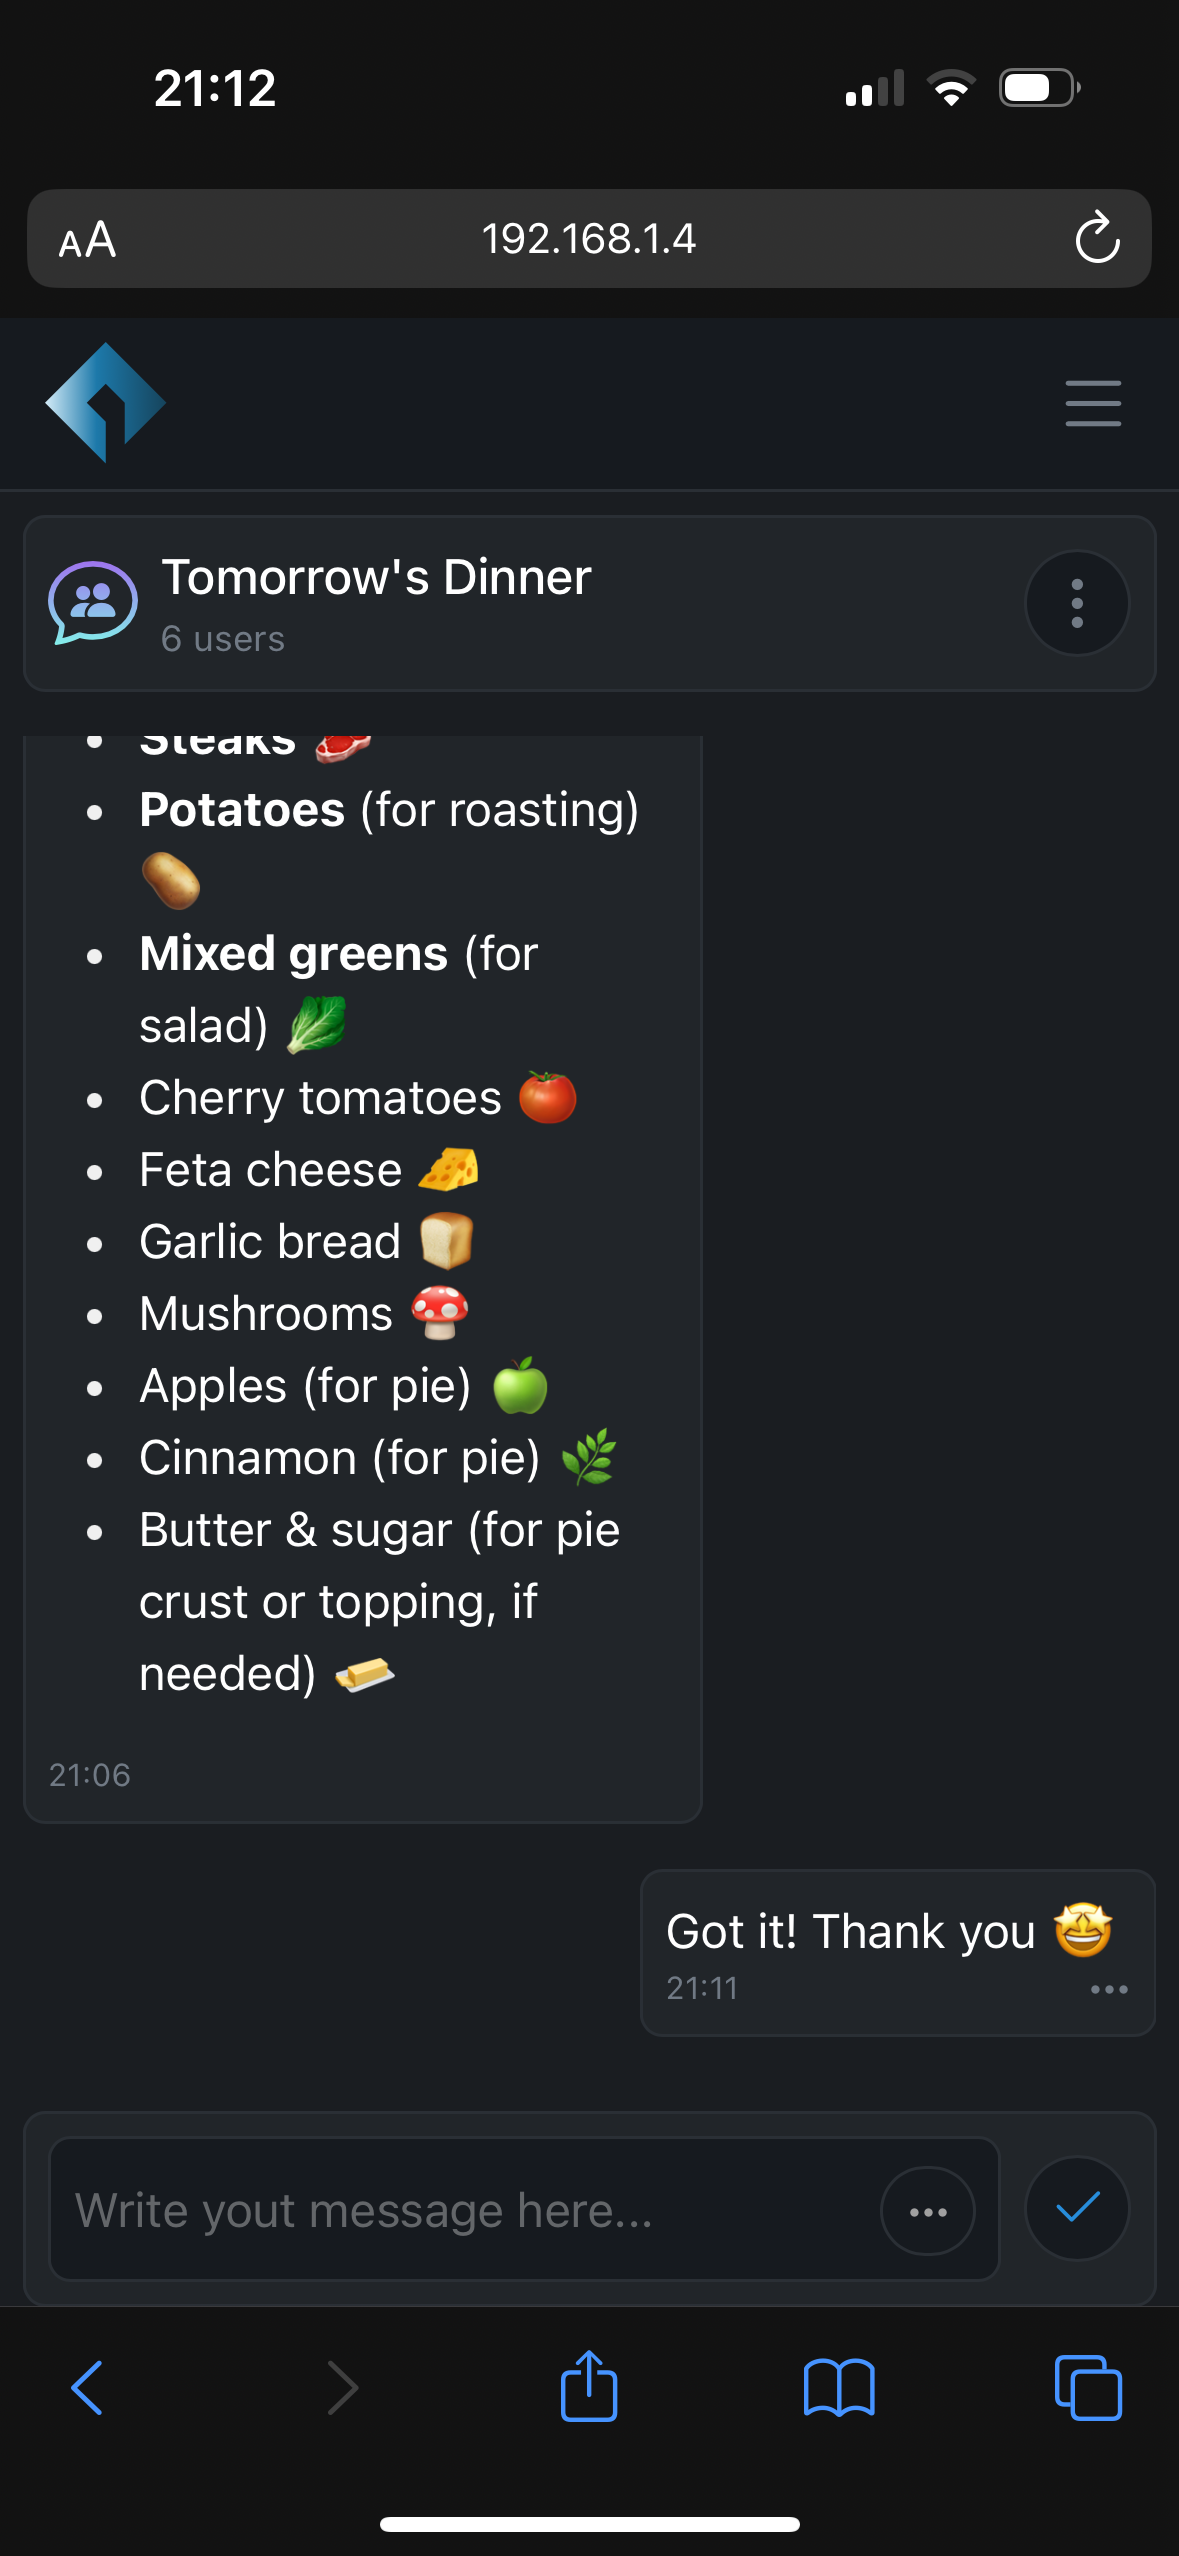 21:12
AA
192.168.1.4
Tomorrow's Dinner
6 users
• Steaks 🥩
• Potatoes (for roasting)
🥔
• Mixed greens (for
salad) 🥬
• Cherry tomatoes 🍅
• Feta cheese 🧀
• Garlic bread 🍞
• Mushrooms 🍄
• Apples (for pie) 🍏
• Cinnamon (for pie) 🌿
• Butter & sugar (for pie
crust or topping, if
needed) 🧈
21:06
Got it! Thank you 🤩
21:11
Write yout message here...